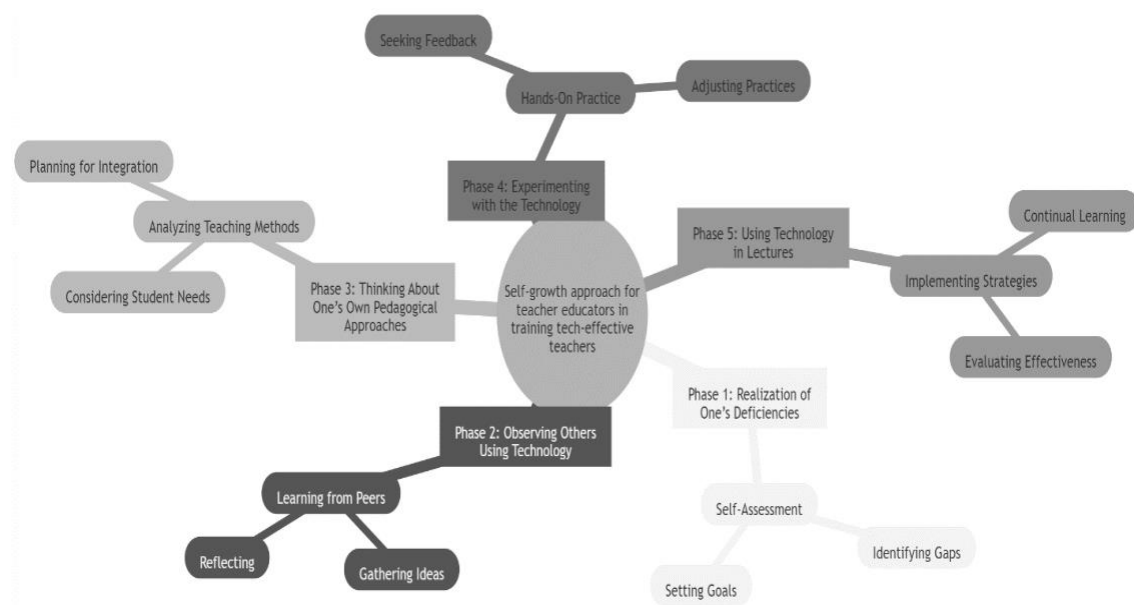 Seeking Feedback
Hands-On Practice
Adjusting Practices
Planning for Integration
Analyzing Teaching Methods
Considering Student Needs
Phase 4: Experimenting
with the Technology
Phase 5: Using Technology
in Lectures
Continual Learning
Implementing Strategies
Evaluating Effectiveness
Phase 3: Thinking About
One's Own Pedagogical
Approaches
Self-growth approach for
teacher educators in
training tech-effective
teachers
Phase 1: Realization of
One's Deficiencies
Phase 2: Observing Others
Using Technology
Learning from Peers
Reflecting
Gathering Ideas
Self-Assessment
Identifying Gaps
Setting Goals